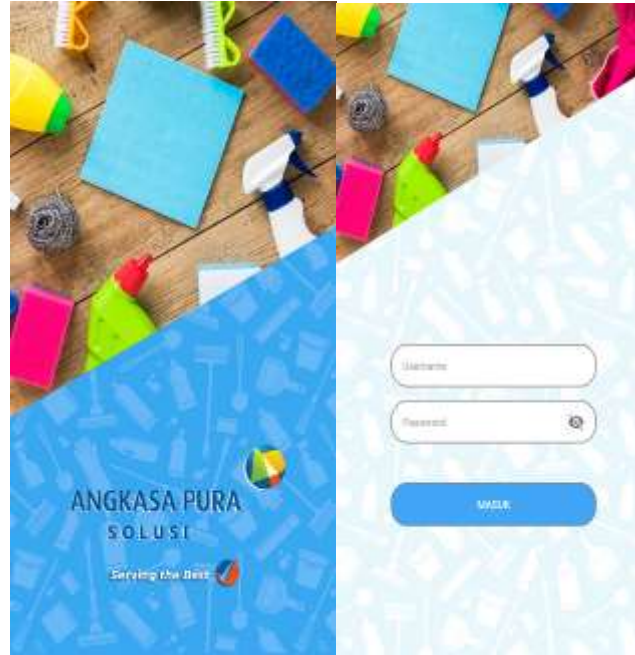 ANGKASA PURA
SOLUSI
Serving the Best
Username
Password
MASUK